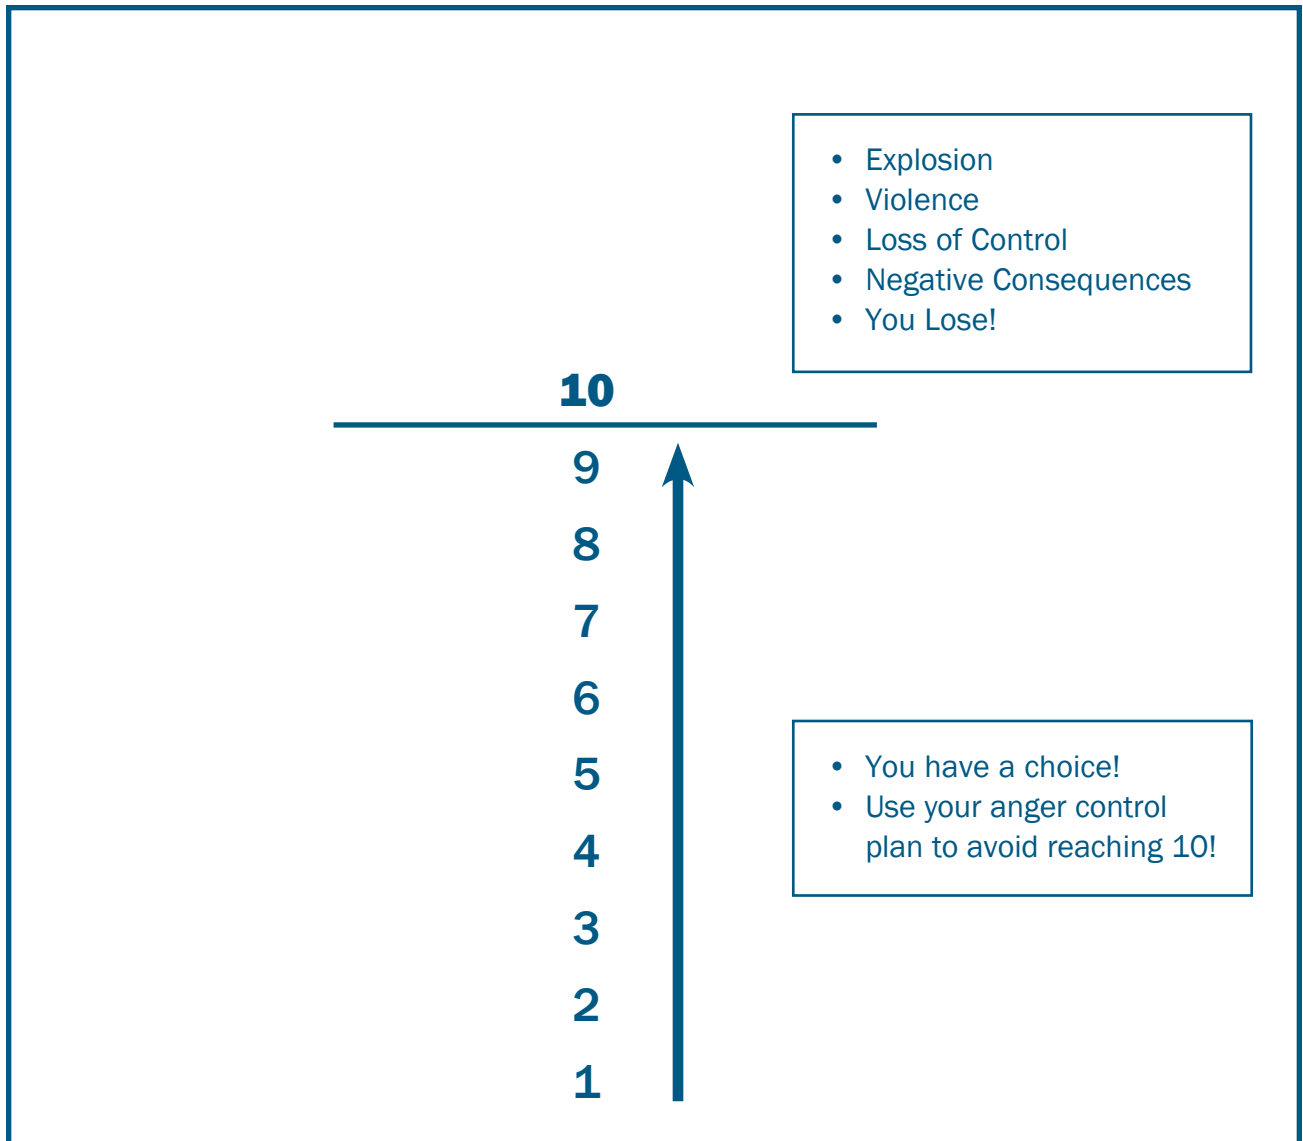 • Explosion
• Violence
• Loss of Control
• Negative Consequences
• You Lose!
10
9
8
7
6
5
• You have a choice!
• Use your anger control
plan to avoid reaching 10!
4
3
2
1